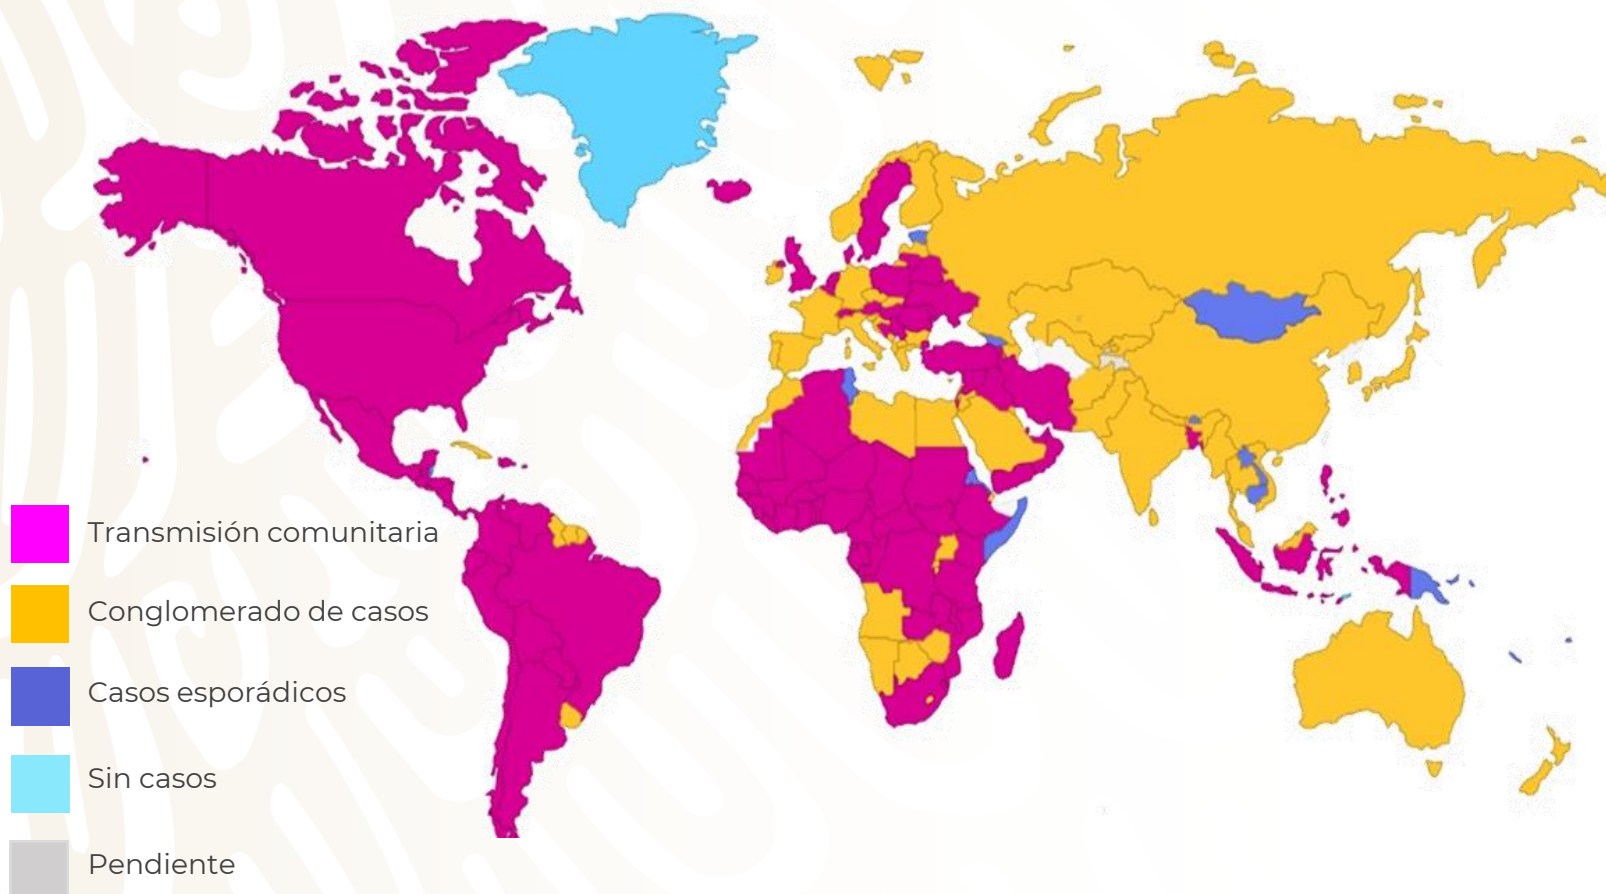 Transmisión comunitaria
Conglomerado de casos
Casos esporádicos
Sin casos
Pendiente